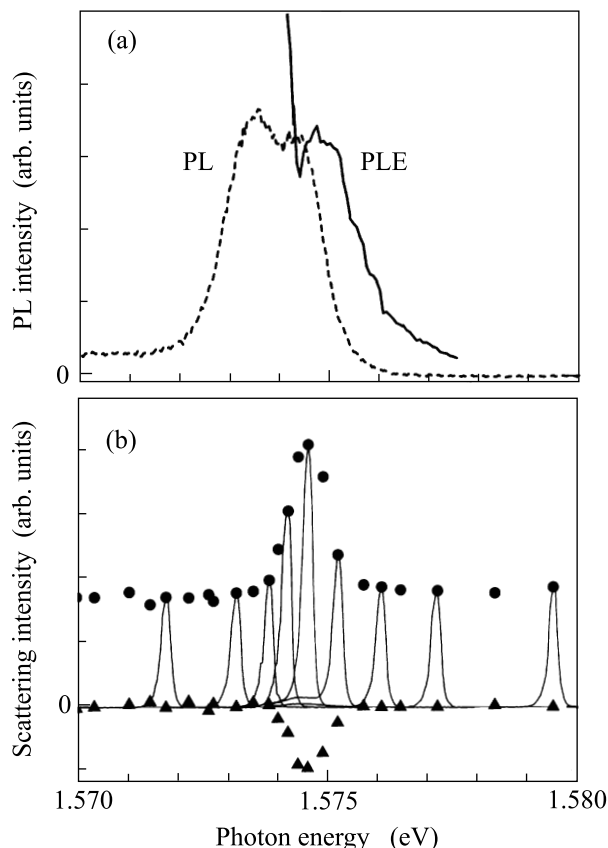 (a)
PL
PLE
PL intensity (arb. units)
0
(b)
Scattering intensity (arb. units)
0
1.570
1.575
1.580
Photon energy (eV)